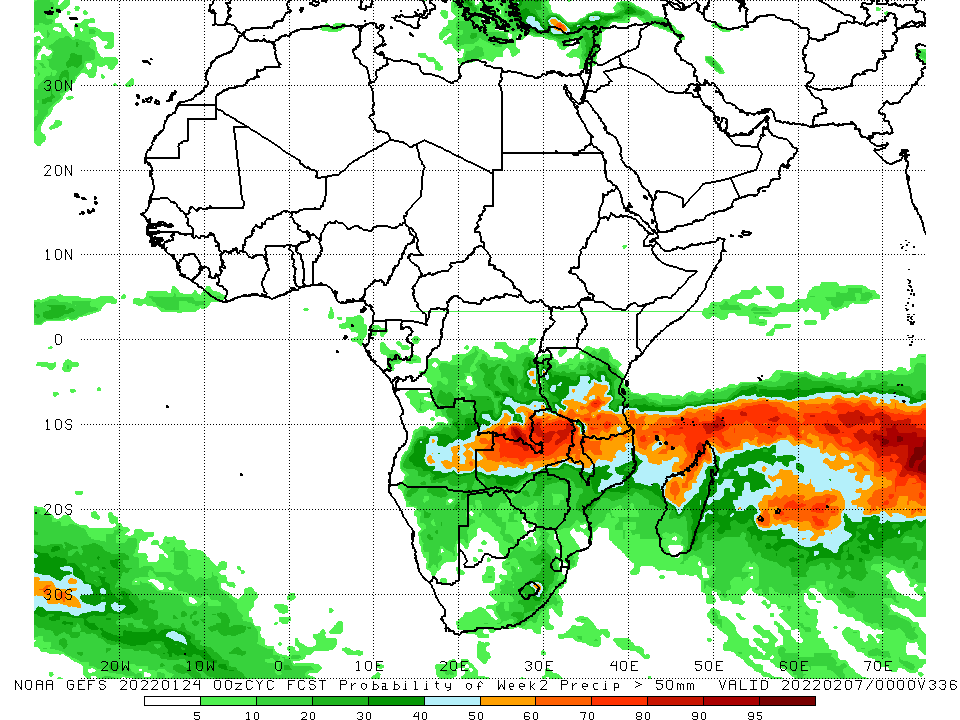 30N
20N
10N
0
10S
20S
30S
20W 10W 0 10E 20E 30E 40E 50E 60E 70E
NOAA GEFS 20220124 00zCYC FCST Probability of Week2 Precip > 50mm VALID 20220207/0000V336
5 10 20 30 40 50 60 70 80 90 95